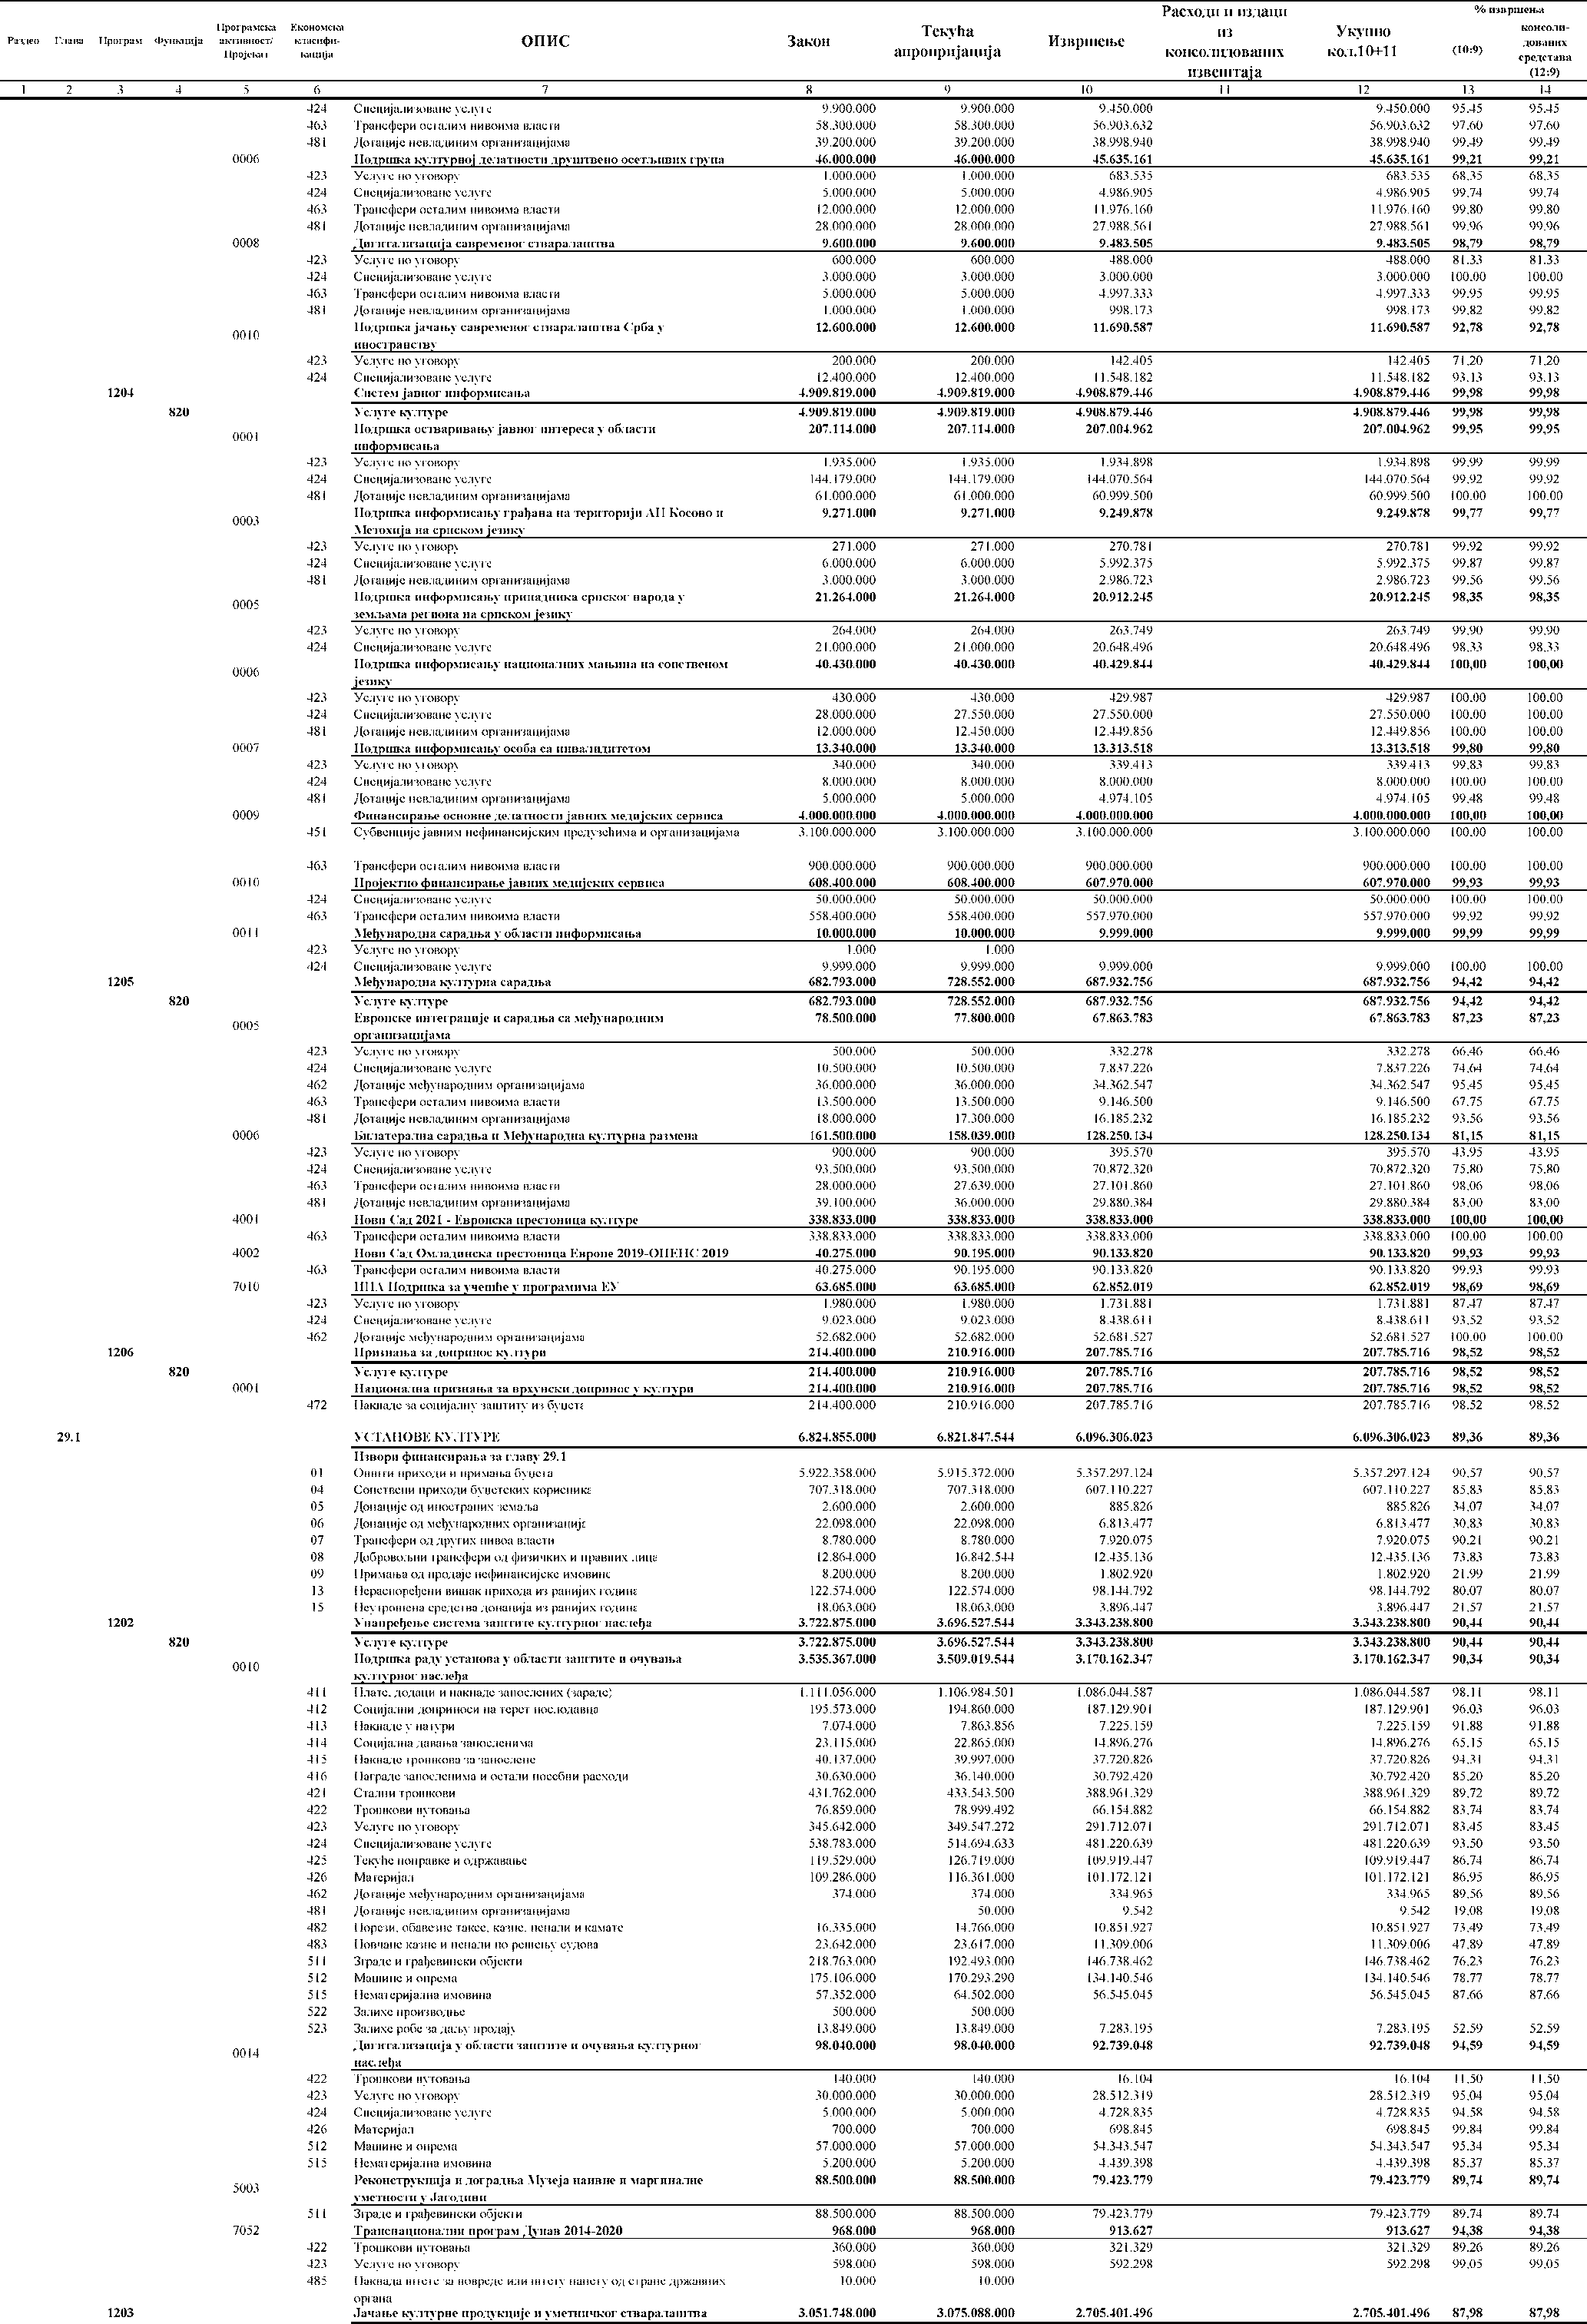 Раздео Глава Програм Функција Програмска активност/ Пројекат Економска класифи- кација ОПИС Закон Текућа апропријација Извршење Расходи и издаци из консолидованих извештаја Укупно кол.10+11 % извршења (10:9) консоли- дованих средстава (12:9)
1 2 3 4 5 6 7 8 9 10 11 12 13 14
424 Специјализоване услуге 9.900.000 9.900.000 9.450.000 9.450.000 95,45 95,45
463 Трансфери осталим нивоима власти 58.300.000 58.300.000 56.903.632 56.903.632 97,60 97,60
481 Дотације невладиним организацијама 39.200.000 39.200.000 38.998.940 38.998.940 99,49 99,49
0006 Подршка културној делатности друштвено осетљивих група 46.000.000 46.000.000 45.635.161 45.635.161 99,21 99,21
423 Услуге по уговору 1.000.000 1.000.000 683.535 683.535 68,35 68,35
424 Специјализоване услуге 5.000.000 5.000.000 4.986.905 4.986.905 99,74 99,74
463 Трансфери осталим нивоима власти 12.000.000 12.000.000 11.976.160 11.976.160 99,80 99,80
481 Дотације невладиним организацијама 28.000.000 28.000.000 27.988.561 27.988.561 99,96 99,96
0008 Дигитализација савременог стваралаштва 9.600.000 9.600.000 9.483.505 9.483.505 98,79 98,79
423 Услуге по уговору 600.000 600.000 488.000 488.000 81,33 81,33
424 Специјализоване услуге 3.000.000 3.000.000 3.000.000 3.000.000 100,00 100,00
463 Трансфери осталим нивоима власти 5.000.000 5.000.000 4.997.333 4.997.333 99,95 99,95
481 Дотације невладиним организацијама 1.000.000 1.000.000 998.173 998.173 99,82 99,82
0010 Подршка јачању савременог стваралаштва Срба у 12.600.000 12.600.000 11.690.587 11.690.587 92,78 92,78
иностранству
423 Услуге по уговору 200.000 200.000 142.405 142.405 71,20 71,20
424 Специјализоване услуге 12.400.000 12.400.000 11.548.182 11.548.182 93,13 93,13
1204 Систем јавног информисања 4.909.819.000 4.909.819.000 4.908.879.446 4.908.879.446 99,98 99,98
820 Услуге културе 4.909.819.000 4.909.819.000 4.908.879.446 4.908.879.446 99,98 99,98
0001 Подршка остваривању јавног интереса у области 207.114.000 207.114.000 207.004.962 207.004.962 99,95 99,95
информисања
423 Услуге по уговору 1.935.000 1.935.000 1.934.898 1.934.898 99,99 99,99
424 Специјализоване услуге 144.179.000 144.179.000 144.070.564 144.070.564 99,92 99,92
481 Дотације невладиним организацијама 61.000.000 61.000.000 60.999.500 60.999.500 100,00 100,00
0003 Подршка информисању грађана на територији АП Косово и 9.271.000 9.271.000 9.249.878 9.249.878 99,77 99,77
Метохија на српском језику
423 Услуге по уговору 271.000 271.000 270.781 270.781 99,92 99,92
424 Специјализоване услуге 6.000.000 6.000.000 5.992.375 5.992.375 99,87 99,87
481 Дотације невладиним организацијама 3.000.000 3.000.000 2.986.723 2.986.723 99,56 99,56
0005 Подршка информисању припадника српског народа у 21.264.000 21.264.000 20.912.245 20.912.245 98,35 98,35
земљама региона на српском језику
423 Услуге по уговору 264.000 264.000 263.749 263.749 99,90 99,90
424 Специјализоване услуге 21.000.000 21.000.000 20.648.496 20.648.496 98,33 98,33
0006 Подршка информисању националних мањина на сопственом 40.430.000 40.430.000 40.429.844 40.429.844 100,00 100,00
језику
423 Услуге по уговору 430.000 430.000 429.987 429.987 100,00 100,00
424 Специјализоване услуге 28.000.000 27.550.000 27.550.000 27.550.000 100,00 100,00
481 Дотације невладиним организацијама 12.000.000 12.450.000 12.449.856 12.449.856 100,00 100,00
0007 Подршка информисању особа са инвалидитетом 13.340.000 13.340.000 13.313.518 13.313.518 99,80 99,80
423 Услуге по уговору 340.000 340.000 339.413 339.413 99,83 99,83
424 Специјализоване услуге 8.000.000 8.000.000 8.000.000 8.000.000 100,00 100,00
481 Дотације невладиним организацијама 5.000.000 5.000.000 4.974.105 4.974.105 99,48 99,48
0009 Финансирање основне делатности јавних медијских сервиса 4.000.000.000 4.000.000.000 4.000.000.000 4.000.000.000 100,00 100,00
451 Субвенције јавним нефинансијским предузећима и организацијама 3.100.000.000 3.100.000.000 3.100.000.000 3.100.000.000 100,00 100,00
463 Трансфери осталим нивоима власти 900.000.000 900.000.000 900.000.000 900.000.000 100,00 100,00
0010 Пројектно финансирање јавних медијских сервиса 608.400.000 608.400.000 607.970.000 607.970.000 99,93 99,93
424 Специјализоване услуге 50.000.000 50.000.000 50.000.000 50.000.000 100,00 100,00
463 Трансфери осталим нивоима власти 558.400.000 558.400.000 557.970.000 557.970.000 99,92 99,92
0011 Међународна сарадња у области информисања 10.000.000 10.000.000 9.999.000 9.999.000 99,99 99,99
423 Услуге по уговору 1.000 1.000
424 Специјализоване услуге 9.999.000 9.999.000 9.999.000 9.999.000 100,00 100,00
1205 Међународна културна сарадња 682.793.000 728.552.000 687.932.756 687.932.756 94,42 94,42
820 Услуге културе 682.793.000 728.552.000 687.932.756 687.932.756 94,42 94,42
0005 Европске интеграције и сарадња са међународним 78.500.000 77.800.000 67.863.783 67.863.783 87,23 87,23
организацијама
423 Услуге по уговору 500.000 500.000 332.278 332.278 66,46 66,46
424 Специјализоване услуге 10.500.000 10.500.000 7.837.226 7.837.226 74,64 74,64
462 Дотације међународним организацијама 36.000.000 36.000.000 34.362.547 34.362.547 95,45 95,45
463 Трансфери осталим нивоима власти 13.500.000 13.500.000 9.146.500 9.146.500 67,75 67,75
481 Дотације невладиним организацијама 18.000.000 17.300.000 16.185.232 16.185.232 93,56 93,56
0006 Билатерална сарадња и Међународна културна размена 161.500.000 158.039.000 128.250.134 128.250.134 81,15 81,15
423 Услуге по уговору 900.000 900.000 395.570 395.570 43,95 43,95
424 Специјализоване услуге 93.500.000 93.500.000 70.872.320 70.872.320 75,80 75,80
463 Трансфери осталим нивоима власти 28.000.000 27.639.000 27.101.860 27.101.860 98,06 98,06
481 Дотације невладиним организацијама 39.100.000 36.000.000 29.880.384 29.880.384 83,00 83,00
4001 Нови Сад 2021 - Европска престоница културе 338.833.000 338.833.000 338.833.000 338.833.000 100,00 100,00
463 Трансфери осталим нивоима власти 338.833.000 338.833.000 338.833.000 338.833.000 100,00 100,00
4002 Нови Сад Омладинска престоница Европе 2019-ОПЕНС 2019 40.275.000 90.195.000 90.133.820 90.133.820 99,93 99,93
463 Трансфери осталим нивоима власти 40.275.000 90.195.000 90.133.820 90.133.820 99,93 99,93
7010 ИПА Подршка за учешће у програмима ЕУ 63.685.000 63.685.000 62.852.019 62.852.019 98,69 98,69
423 Услуге по уговору 1.980.000 1.980.000 1.731.881 1.731.881 87,47 87,47
424 Специјализоване услуге 9.023.000 9.023.000 8.438.611 8.438.611 93,52 93,52
462 Дотације међународним организацијама 52.682.000 52.682.000 52.681.527 52.681.527 100,00 100,00
1206 Признања за допринос култури 214.400.000 210.916.000 207.785.716 207.785.716 98,52 98,52
820 Услуге културе 214.400.000 210.916.000 207.785.716 207.785.716 98,52 98,52
0001 Национална признања за врхунски допринос у култури 214.400.000 210.916.000 207.785.716 207.785.716 98,52 98,52
472 Накнаде за социјалну заштиту из буџета 214.400.000 210.916.000 207.785.716 207.785.716 98,52 98,52
29.1 УСТАНОВЕ КУЛТУРЕ 6.824.855.000 6.821.847.544 6.096.306.023 6.096.306.023 89,36 89,36
Извори финансирања за главу 29.1
01 Општи приходи и примања буџета 5.922.358.000 5.915.372.000 5.357.297.124 5.357.297.124 90,57 90,57
04 Сопствени приходи буџетских корисника 707.318.000 707.318.000 607.110.227 607.110.227 85,83 85,83
05 Донације од иностраних земаља 2.600.000 2.600.000 885.826 885.826 34,07 34,07
06 Донације од међународних организација 22.098.000 22.098.000 6.813.477 6.813.477 30,83 30,83
07 Трансфери од других нивоа власти 8.780.000 8.780.000 7.920.075 7.920.075 90,21 90,21
08 Добровољни трансфери од физичких и правних лица 12.864.000 16.842.544 12.435.136 12.435.136 73,83 73,83
09 Примања од продаје нефинансијске имовине 8.200.000 8.200.000 1.802.920 1.802.920 21,99 21,99
13 Нераспоређени вишак прихода из ранијих година 122.574.000 122.574.000 98.144.792 98.144.792 80,07 80,07
15 Неутрошена средства донација из ранијих година 18.063.000 18.063.000 3.896.447 3.896.447 21,57 21,57
1202 Унапређење система заштите културног наслеђа 3.722.875.000 3.696.527.544 3.343.238.800 3.343.238.800 90,44 90,44
820 Услуге културе 3.722.875.000 3.696.527.544 3.343.238.800 3.343.238.800 90,44 90,44
0010 Подршка раду установа у области заштите и очувања 3.535.367.000 3.509.019.544 3.170.162.347 3.170.162.347 90,34 90,34
културног наслеђа
411 Плате, додаци и накнаде запослених (зараде) 1.111.056.000 1.106.984.501 1.086.044.587 1.086.044.587 98,11 98,11
412 Социјални доприноси на терет послодавца 195.573.000 194.860.000 187.129.901 187.129.901 96,03 96,03
413 Накнаде у натури 7.074.000 7.863.856 7.225.159 7.225.159 91,88 91,88
414 Социјална давања запосленима 23.115.000 22.865.000 14.896.276 14.896.276 65,15 65,15
415 Накнаде трошкова за запослене 40.137.000 39.997.000 37.720.826 37.720.826 94,31 94,31
416 Награде запосленима и остали посебни расходи 30.630.000 36.140.000 30.792.420 30.792.420 85,20 85,20
421 Стални трошкови 431.762.000 433.543.500 388.961.329 388.961.329 89,72 89,72
422 Трошкови путовања 76.859.000 78.999.492 66.154.882 66.154.882 83,74 83,74
423 Услуге по уговору 345.642.000 349.547.272 291.712.071 291.712.071 83,45 83,45
424 Специјализоване услуге 538.783.000 514.694.633 481.220.639 481.220.639 93,50 93,50
425 Текуће поправке и одржавање 119.529.000 126.719.000 109.919.447 109.919.447 86,74 86,74
426 Материјал 109.286.000 116.361.000 101.172.121 101.172.121 86,95 86,95
462 Дотације међународним организацијама 374.000 374.000 334.965 334.965 89,56 89,56
481 Дотације невладиним организацијама 50.000 9.542 9.542 19,08 19,08
482 Порези, обавезне таксе, казне, пенали и камате 16.335.000 14.766.000 10.851.927 10.851.927 73,49 73,49
483 Новчане казне и пенали по решењу судова 23.642.000 23.617.000 11.309.006 11.309.006 47,89 47,89
511 Зграде и грађевински објекти 218.763.000 192.493.000 146.738.462 146.738.462 76,23 76,23
512 Машине и опрема 175.106.000 170.293.290 134.140.546 134.140.546 78,77 78,77
515 Нематеријална имовина 57.352.000 64.502.000 56.545.045 56.545.045 87,66 87,66
522 Залихе производње 500.000 500.000
523 Залихе робе за даљу продају 13.849.000 13.849.000 7.283.195 7.283.195 52,59 52,59
0014 Дигитализација у области заштите и очувања културног 98.040.000 98.040.000 92.739.048 92.739.048 94,59 94,59
наслеђа
422 Трошкови путовања 140.000 140.000 16.104 16.104 11,50 11,50
423 Услуге по уговору 30.000.000 30.000.000 28.512.319 28.512.319 95,04 95,04
424 Специјализоване услуге 5.000.000 5.000.000 4.728.835 4.728.835 94,58 94,58
426 Материјал 700.000 700.000 698.845 698.845 99,84 99,84
512 Машине и опрема 57.000.000 57.000.000 54.343.547 54.343.547 95,34 95,34
515 Нематеријална имовина 5.200.000 5.200.000 4.439.398 4.439.398 85,37 85,37
5003 Реконструкција и доградња Музеја наивне и маргиналне 88.500.000 88.500.000 79.423.779 79.423.779 89,74 89,74
уметности у Јагодини
511 Зграде и грађевински објекти 88.500.000 88.500.000 79.423.779 79.423.779 89,74 89,74
7052 Транснационални програм Дунав 2014-2020 968.000 968.000 913.627 913.627 94,38 94,38
422 Трошкови путовања 360.000 360.000 321.329 321.329 89,26 89,26
423 Услуге по уговору 598.000 598.000 592.298 592.298 99,05 99,05
485 Накнада штете за повреде или штету нанету од стране државних 10.000 10.000
органа
1203 Јачање културне продукције и уметничког стваралаштва 3.051.748.000 3.075.088.000 2.705.401.496 2.705.401.496 87,98 87,98